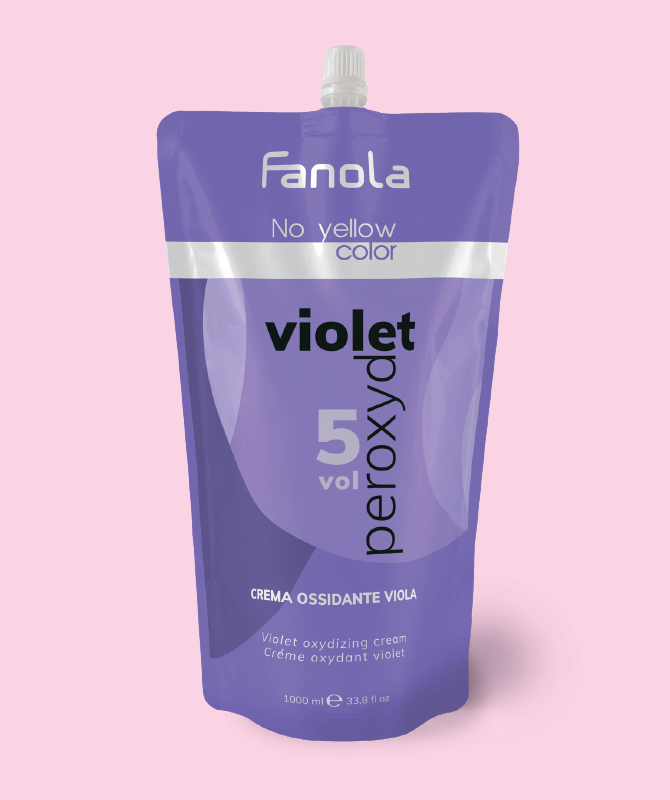 Fanola
No yellow
color
violet
peroxyd
5
vol
CREMA OSSIDANTE VIOLA
Violet oxydizing cream
Créme oxydant violet
1000 ml ℮ 33,8 fl oz